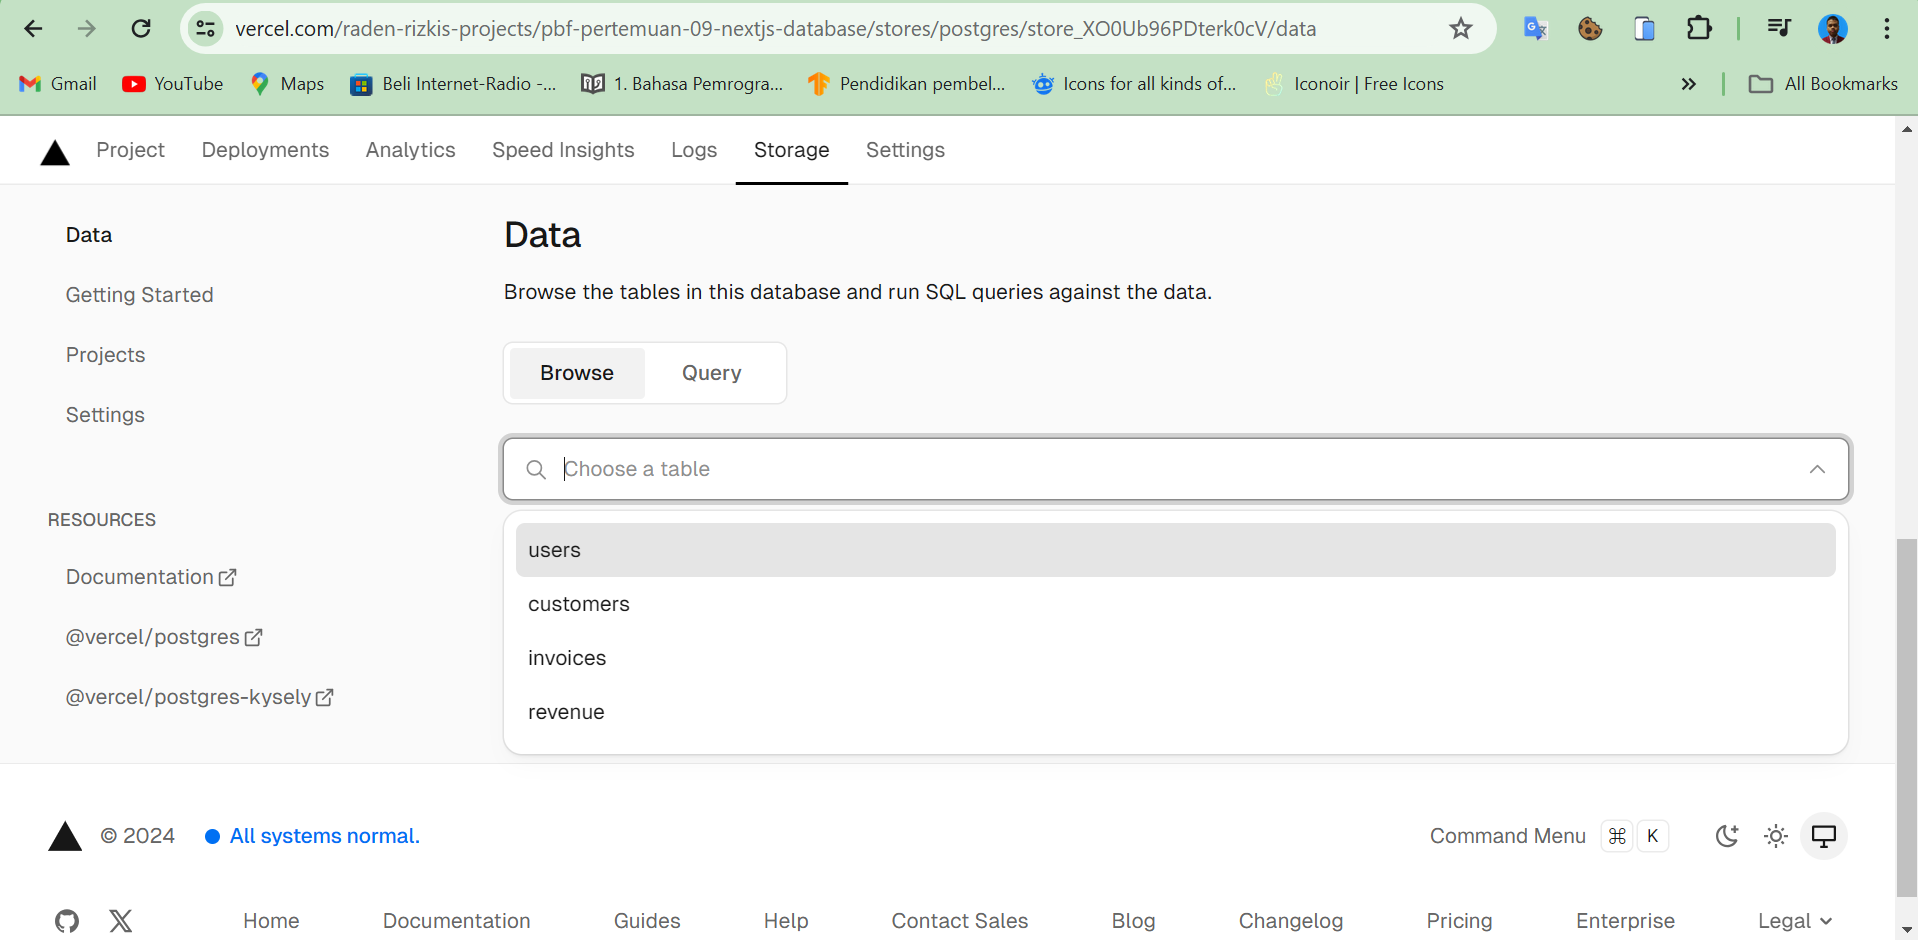 vercel.com/raden-rizkis-projects/pbf-pertemuan-09-nextjs-database/stores/postgres/store_XO0Ub96PDterk0cV/data
Gmail YouTube Maps Beli Internet-Radio -... 1. Bahasa Pemrogra... Pendidikan pembel... Icons for all kinds of... Iconoir | Free Icons » All Bookmarks
Project Deployments Analytics Speed Insights Logs Storage Settings
Data
Getting Started
Projects
Settings
RESOURCES
Documentation
@vercel/postgres
@vercel/postgres-kysely
Data
Browse the tables in this database and run SQL queries against the data.
Browse Query
Choose a table
users
customers
invoices
revenue
© 2024 All systems normal. Command Menu ⌘ K
Home Documentation Guides Help Contact Sales Blog Changelog Pricing Enterprise Legal